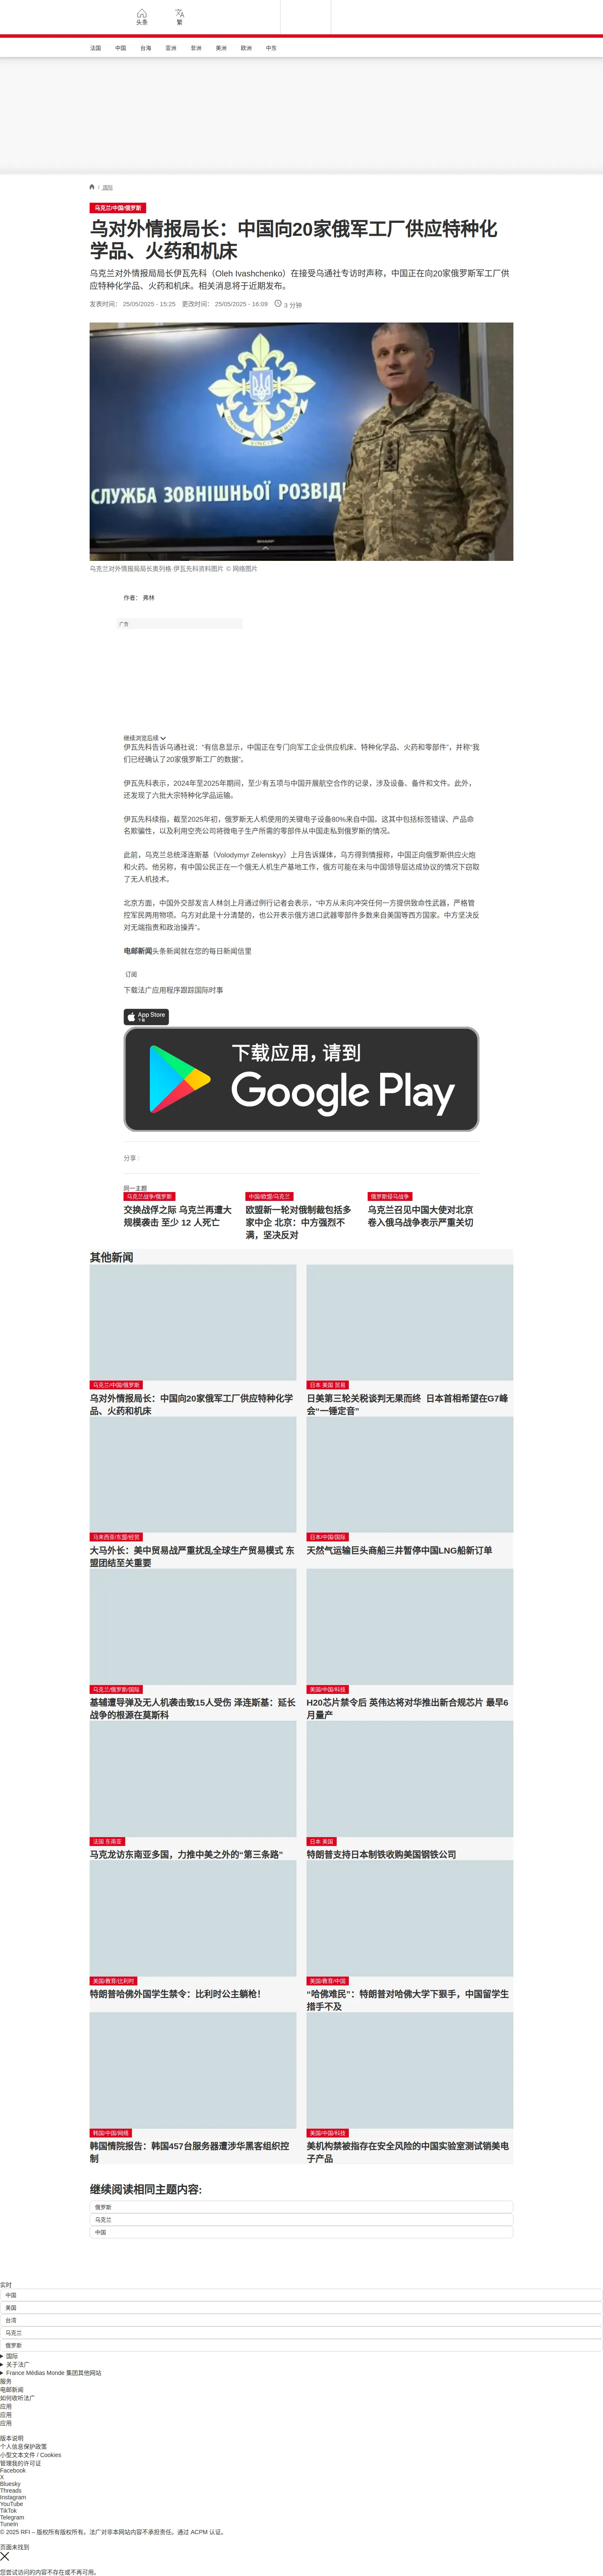 头条
繁
法国 中国 台海 亚洲 非洲 美洲 欧洲 中东
/ 国际
乌克兰/中国/俄罗斯
乌对外情报局长：中国向20家俄军工厂供应特种化
学品、火药和机床
乌克兰对外情报局局长伊瓦先科（Oleh Ivashchenko）在接受乌通社专访时声称，中国正在向20家俄罗斯军工厂供
应特种化学品、火药和机床。相关消息将于近期发布。
发表时间： 25/05/2025 - 15:25 更改时间： 25/05/2025 - 16:09 3 分钟
СЛУЖБА ЗОВНІШНЬОЇ РОЗВІД
SHARP
乌克兰对外情报局局长奥列格·伊瓦先科资料图片 © 网络图片
作者： 弗林
广告
继续浏览后续
伊瓦先科告诉乌通社说：“有信息显示，中国正在专门向军工企业供应机床、特种化学品、火药和零部件”，并称“我
们已经确认了20家俄罗斯工厂的数据”。
伊瓦先科表示，2024年至2025年期间，至少有五项与中国开展航空合作的记录，涉及设备、备件和文件。此外，
还发现了六批大宗特种化学品运输。
伊瓦先科续指，截至2025年初，俄罗斯无人机使用的关键电子设备80%来自中国。这其中包括标签错误、产品命
名欺骗性，以及利用空壳公司将微电子生产所需的零部件从中国走私到俄罗斯的情况。
此前，乌克兰总统泽连斯基（Volodymyr Zelenskyy）上月告诉媒体，乌方得到情报称，中国正向俄罗斯供应火炮
和火药。他另称，有中国公民正在一个俄无人机生产基地工作，俄方可能在未与中国领导层达成协议的情况下窃取
了无人机技术。
北京方面，中国外交部发言人林剑上月通过例行记者会表示，“中方从未向冲突任何一方提供致命性武器，严格管
控军民两用物项。乌方对此是十分清楚的，也公开表示俄方进口武器零部件多数来自美国等西方国家。中方坚决反
对无端指责和政治操弄”。
电邮新闻头条新闻就在您的每日新闻信里
订阅
下载法广应用程序跟踪国际时事
App Store
下载
下载应用，请到
Google Play
分享 :
同一主题
乌克兰战争/俄罗斯
交换战俘之际 乌克兰再遭大
规模袭击 至少 12 人死亡
中国/欧盟/乌克兰
欧盟新一轮对俄制裁包括多
家中企 北京：中方强烈不
满，坚决反对
俄罗斯侵乌战争
乌克兰召见中国大使对北京
卷入俄乌战争表示严重关切
其他新闻
乌克兰/中国/俄罗斯
乌对外情报局长：中国向20家俄军工厂供应特种化学
品、火药和机床
日本 美国 贸易
日美第三轮关税谈判无果而终 日本首相希望在G7峰
会“一锤定音”
马来西亚/东盟/经贸
大马外长：美中贸易战严重扰乱全球生产贸易模式 东
盟团结至关重要
日本/中国/国际
天然气运输巨头商船三井暂停中国LNG船新订单
乌克兰/俄罗斯/国际
基辅遭导弹及无人机袭击致15人受伤 泽连斯基：延长
战争的根源在莫斯科
美国/中国/科技
H20芯片禁令后 英伟达将对华推出新合规芯片 最早6
月量产
法国 东南亚
马克龙访东南亚多国，力推中美之外的“第三条路”
日本 美国
特朗普支持日本制铁收购美国钢铁公司
美国/教育/比利时
特朗普哈佛外国学生禁令：比利时公主躺枪！
美国/教育/中国
“哈佛难民”：特朗普对哈佛大学下狠手，中国留学生
措手不及
韩国/中国/网络
韩国情院报告：韩国457台服务器遭涉华黑客组织控
制
美国/中国/科技
美机构禁被指存在安全风险的中国实验室测试销美电
子产品
继续阅读相同主题内容:
俄罗斯
乌克兰
中国
实时
中国
美国
台湾
乌克兰
俄罗斯
国际
关于法广
France Médias Monde 集团其他网站
服务
电邮新闻
如何收听法广
应用
应用
应用
版本说明
个人信息保护政策
小型文本文件 / Cookies
管理我的许可证
Facebook
X
Bluesky
Threads
Instagram
YouTube
TikTok
Telegram
TuneIn
© 2025 RFI – 版权所有版权所有。法广对非本网站内容不承担责任。通过 ACPM 认证。
页面未找到
您尝试访问的内容不存在或不再可用。